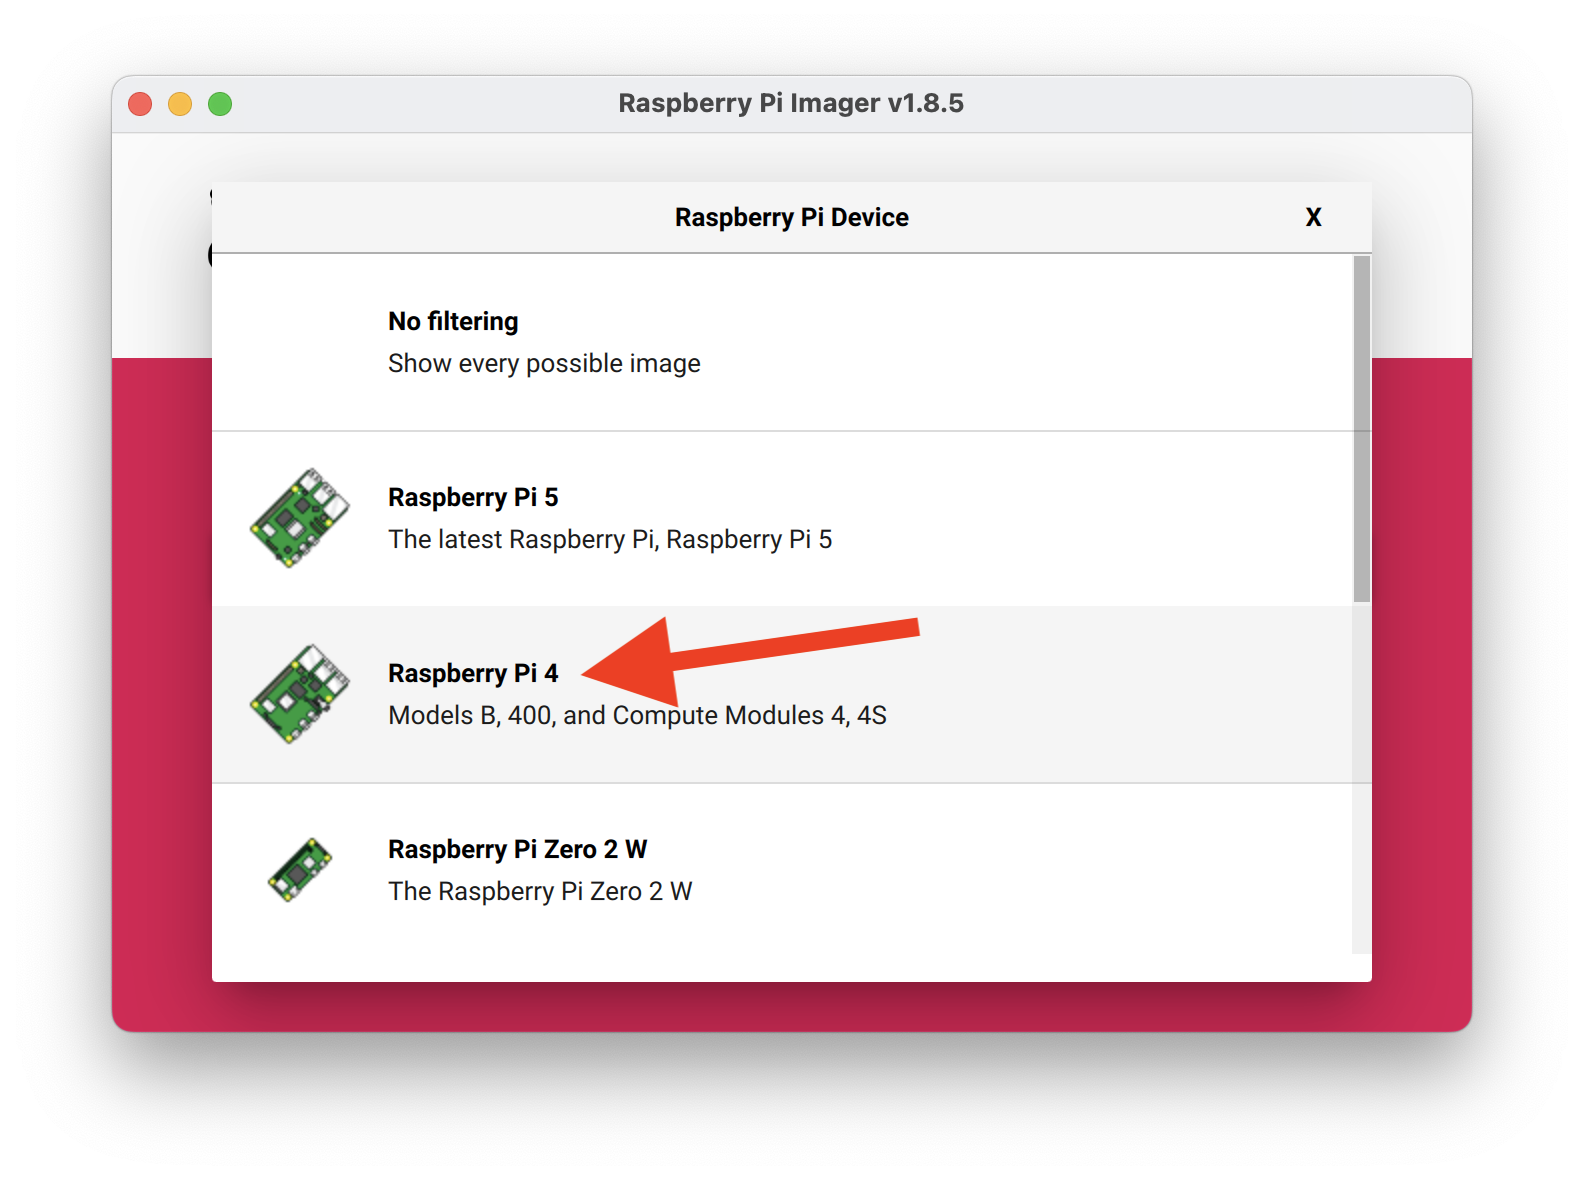 Raspberry Pi Imager v1.8.5
Raspberry Pi Device
X
No filtering
Show every possible image
Raspberry Pi 5
The latest Raspberry Pi, Raspberry Pi 5
Raspberry Pi 4
Models B, 400, and Compute Modules 4, 4S
Raspberry Pi Zero 2 W
The Raspberry Pi Zero 2 W